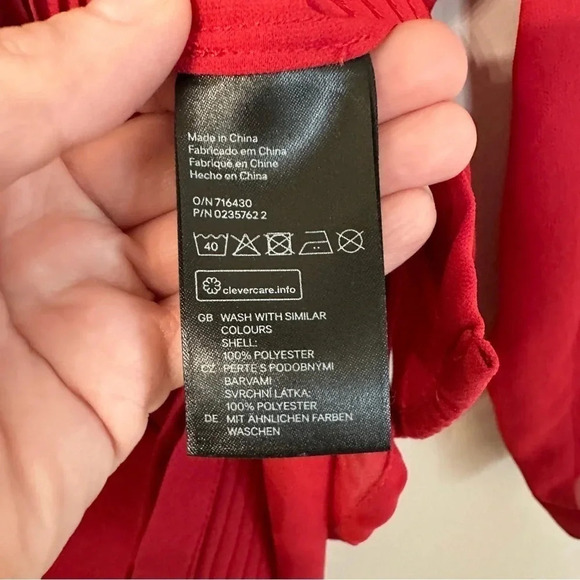 Made in China
Fabricado em China
Fabriqué en Chine
Hecho en China
O/N 716430
P/N 0235762 2
40
clevercare.info
GB WASH WITH SIMILAR
COLOURS
SHELL:
100% POLYESTER
CZ PERTE S PODOBNÝMI
BARVAMI
SVRCHNÍ LÁTKA:
100% POLYESTER
DE MIT ÄHNLICHEN FARBEN
WASCHEN